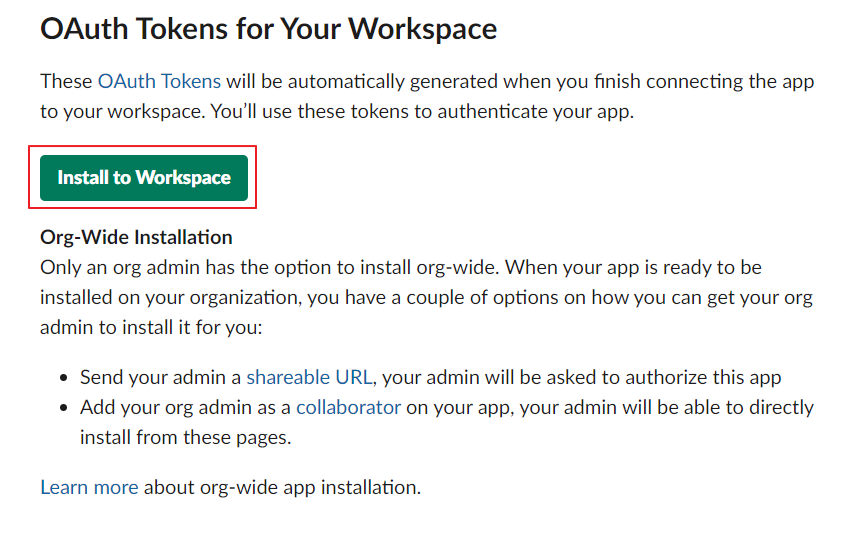 OAuth Tokens for Your Workspace
These OAuth Tokens will be automatically generated when you finish connecting the app
to your workspace. You’ll use these tokens to authenticate your app.
Install to Workspace
Org-Wide Installation
Only an org admin has the option to install org-wide. When your app is ready to be
installed on your organization, you have a couple of options on how you can get your org
admin to install it for you:
• Send your admin a shareable URL, your admin will be asked to authorize this app
• Add your org admin as a collaborator on your app, your admin will be able to directly
install from these pages.
Learn more about org-wide app installation.